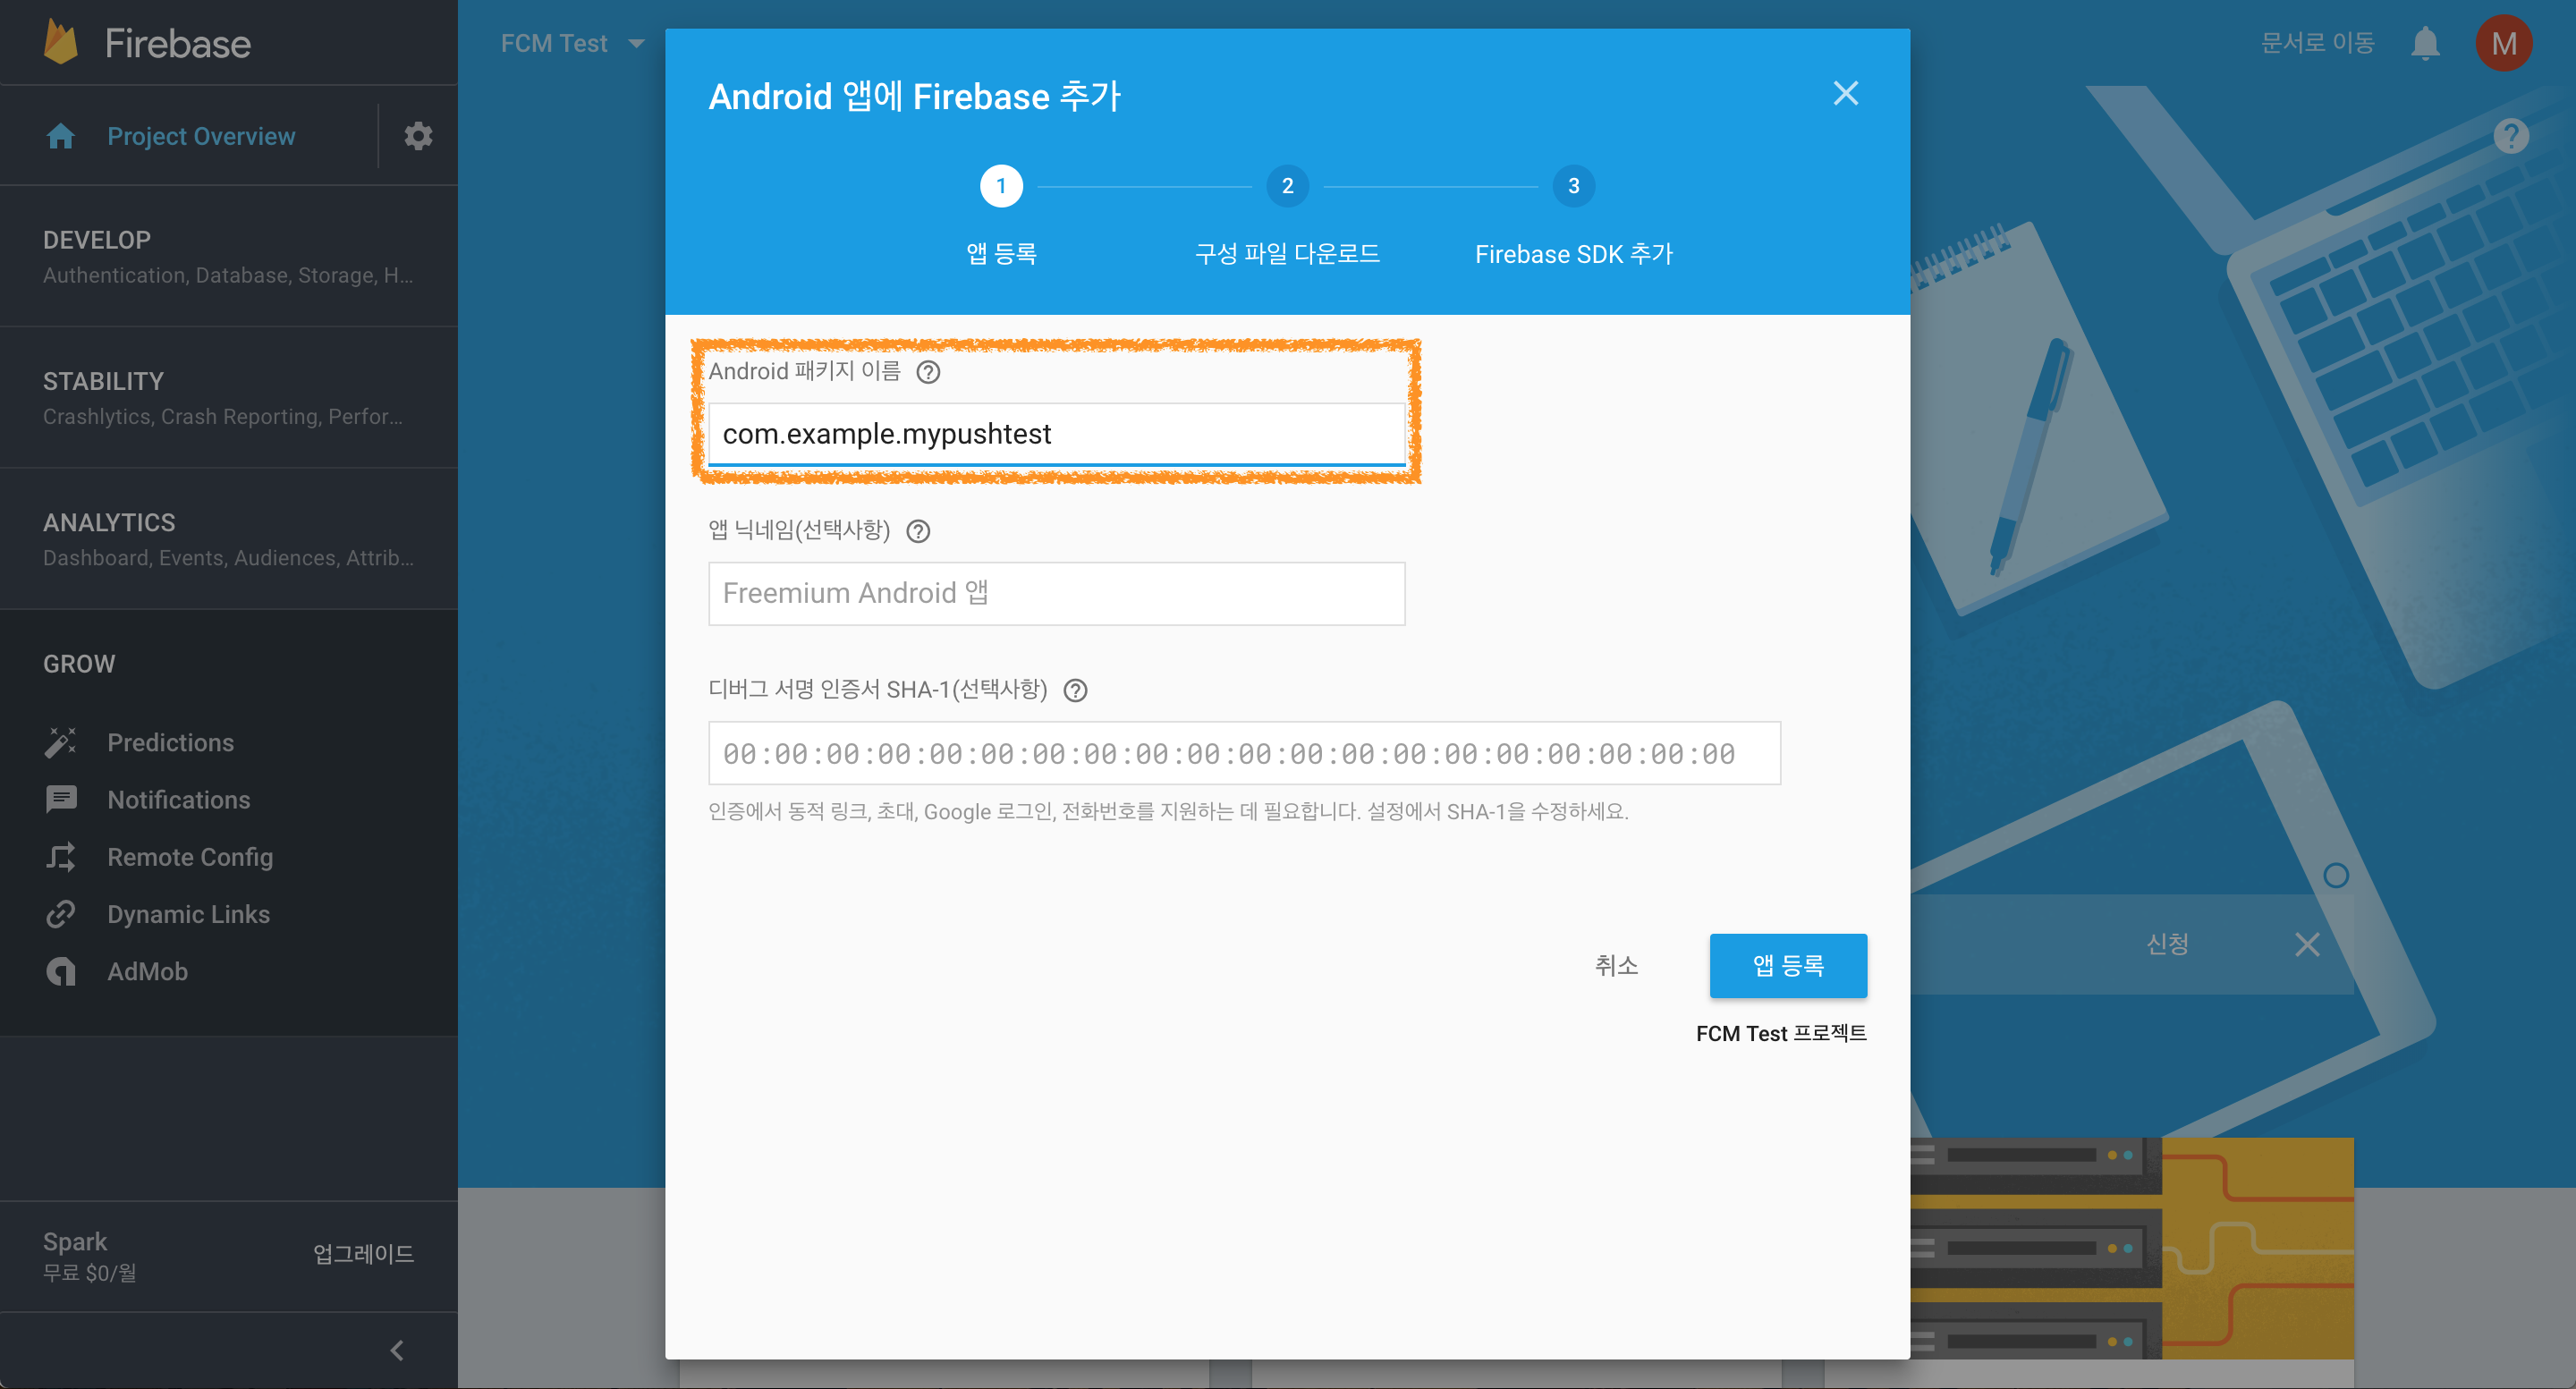 Firebase
Project Overview
DEVELOP
Authentication, Database, Storage, H...
STABILITY
Crashlytics, Crash Reporting, Perfor...
ANALYTICS
Dashboard, Events, Audiences, Attrib...
GROW
Predictions
Notifications
Remote Config
Dynamic Links
AdMob
Spark
무료 $0/월
업그레이드
FCM Test
문서로 이동
M
?
Android 앱에 Firebase 추가
1
2
3
앱 등록
구성 파일 다운로드
Firebase SDK 추가
Android 패키지 이름 ?
com.example.mypushtest
앱 닉네임(선택사항) ?
Freemium Android 앱
디버그 서명 인증서 SHA-1(선택사항) ?
00:00:00:00:00:00:00:00:00:00:00:00:00:00:00:00:00:00:00:00
인증에서 동적 링크, 초대, Google 로그인, 전화번호를 지원하는 데 필요합니다. 설정에서 SHA-1을 수정하세요.
취소
앱 등록
FCM Test 프로젝트
신청